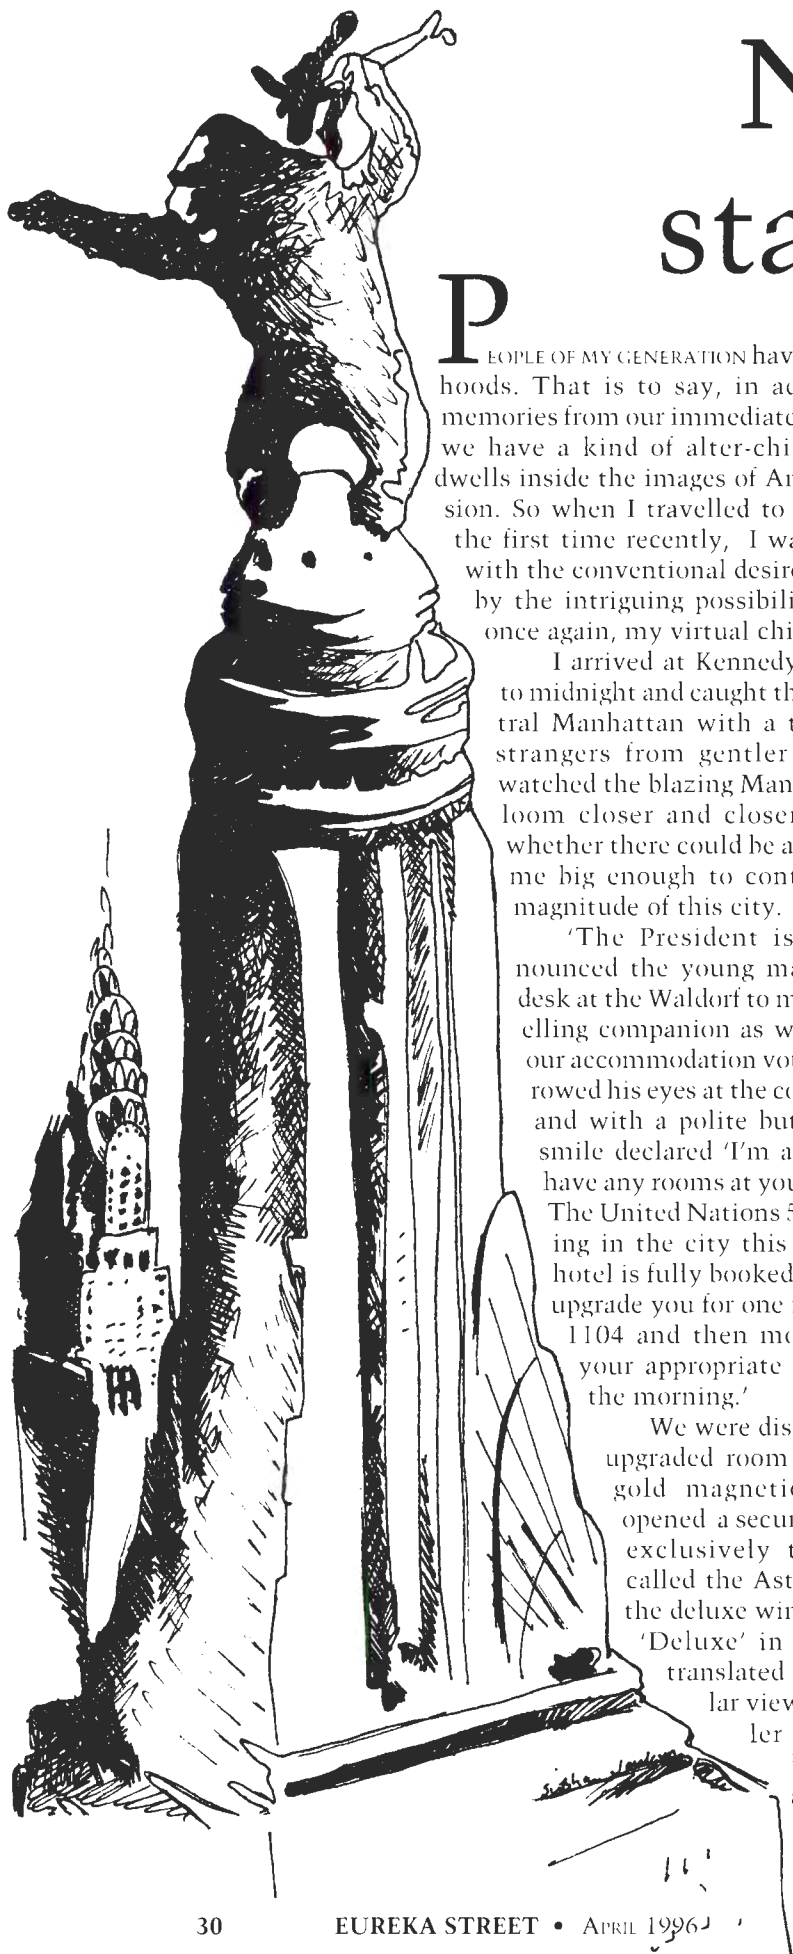 N
sta
PEOPLE OF MY GENERATION hav
hoods. That is to say, in ad
memories from our immediate
we have a kind of alter-chi
dwells inside the images of Am
sion. So when I travelled to
the first time recently, I wa
with the conventional desire
by the intriguing possibili
once again, my virtual chi
I arrived at Kennedy
to midnight and caught th
tral Manhattan with a t
strangers from gentler
watched the blazing Man
loom closer and closer
whether there could be a
me big enough to cont
magnitude of this city.
'The President is
nounced the young ma
desk at the Waldorf to m
elling companion as w
our accommodation vou
rowed his eyes at the co
and with a polite but
smile declared 'I'm a
have any rooms at you
The United Nations 5
ing in the city this
hotel is fully booked
upgrade you for one
1104 and then mo
your appropriate
the morning.'
We were dis
upgraded room
gold magnetic
opened a secur
exclusively t
called the Ast
the deluxe win
'Deluxe' in
translated
lar view
ler
30 EUREKA STREET • APRIL 1996